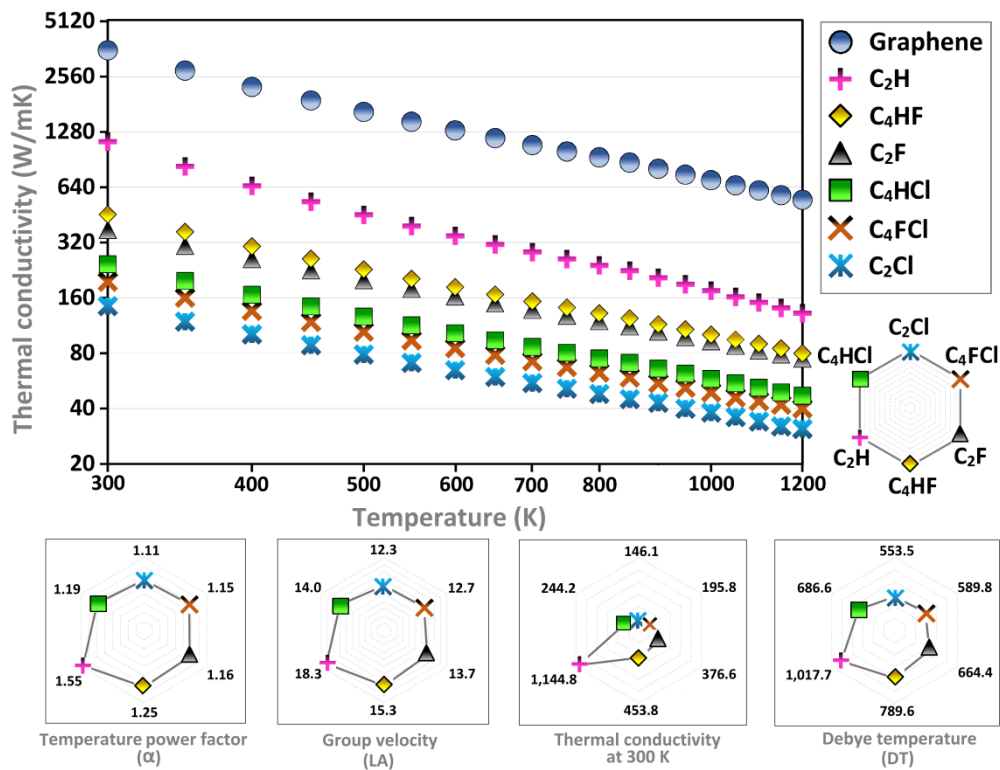 5120
2560
1280
640
320
160
80
40
20
Thermal conductivity (W/mK)
300
400
500
600
700
800
1000
1200
Temperature (K)
Graphene
C₂H
C₄HF
C₂F
C₄HCl
C₄FCl
C₂Cl
C₂Cl
C₄HCl
C₄FCl
C₂H
C₂F
C₄HF
1.11
1.19
1.15
1.55
1.16
1.25
Temperature power factor
(α)
12.3
14.0
12.7
18.3
13.7
15.3
Group velocity
(LA)
146.1
244.2
195.8
1,144.8
376.6
453.8
Thermal conductivity
at 300 K
553.5
686.6
589.8
1,017.7
664.4
789.6
Debye temperature
(DT)